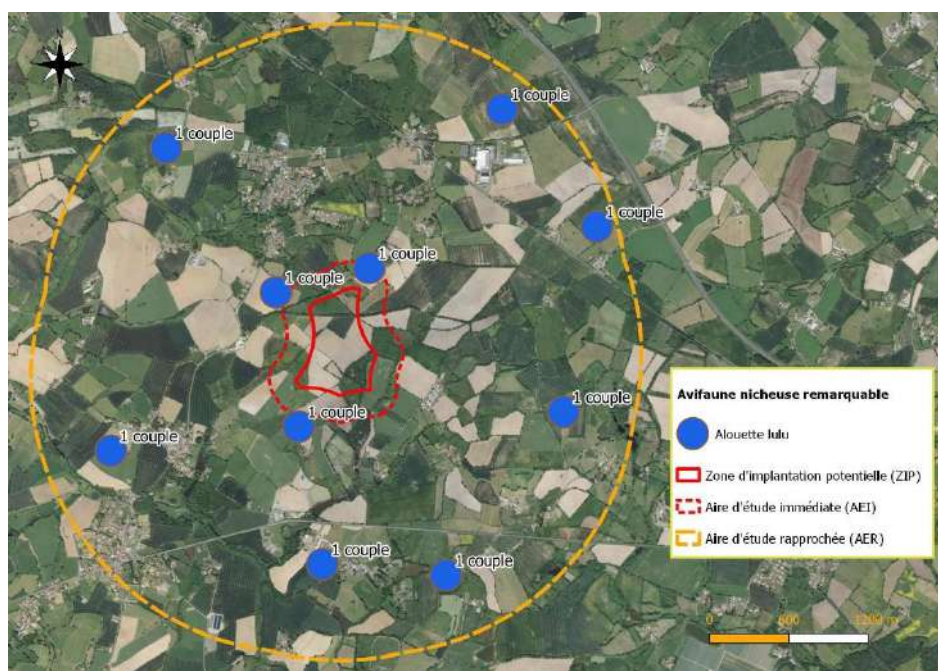 N
1 couple
1 couple
1 couple
1 couple
1 couple
1 couple
1 couple
1 couple
1 couple
1 couple
Avifaune nicheuse remarquable
Alouette lulu
Zone d'implantation potentielle (ZIP)
Aire d'étude immédiate (AEI)
Aire d'étude rapprochée (AER)
0 600 1200 m